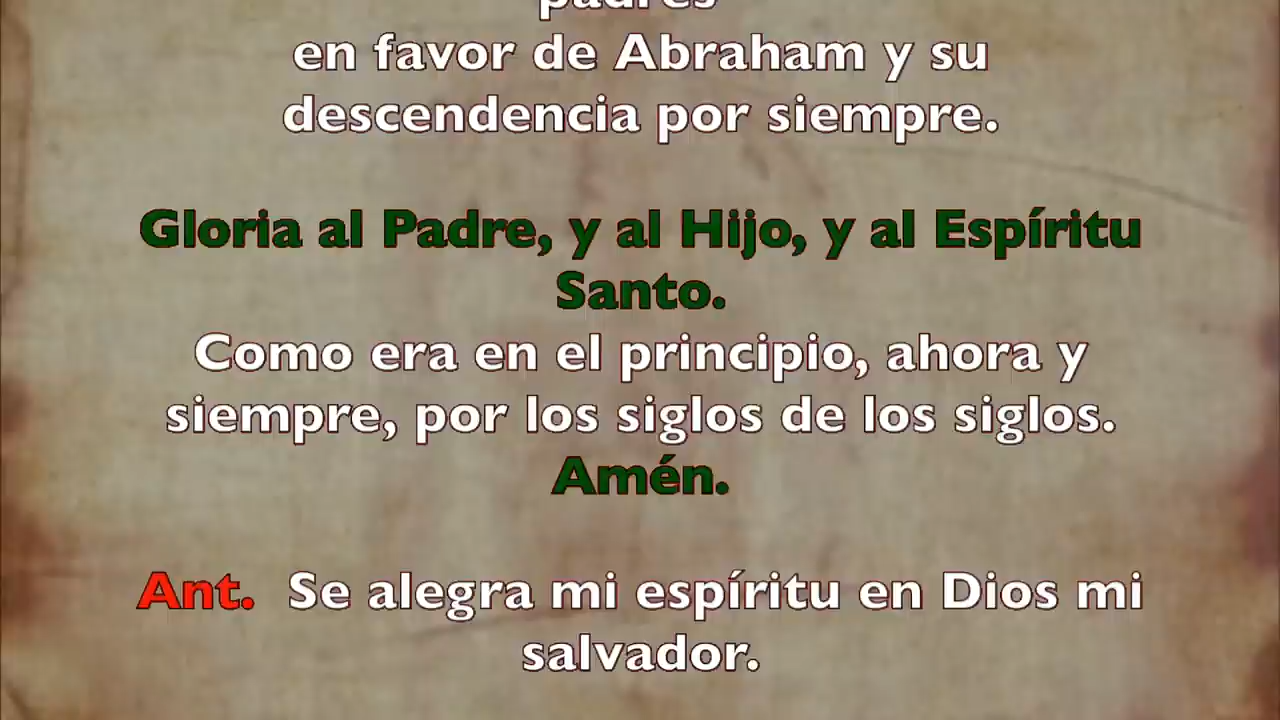 padres
en favor de Abraham y su
descendencia por siempre.
Gloria al Padre, y al Hijo, y al Espíritu
Santo.
Como era en el principio, ahora y
siempre, por los siglos de los siglos.
Amén.
Ant. Se alegra mi espíritu en Dios mi
salvador.